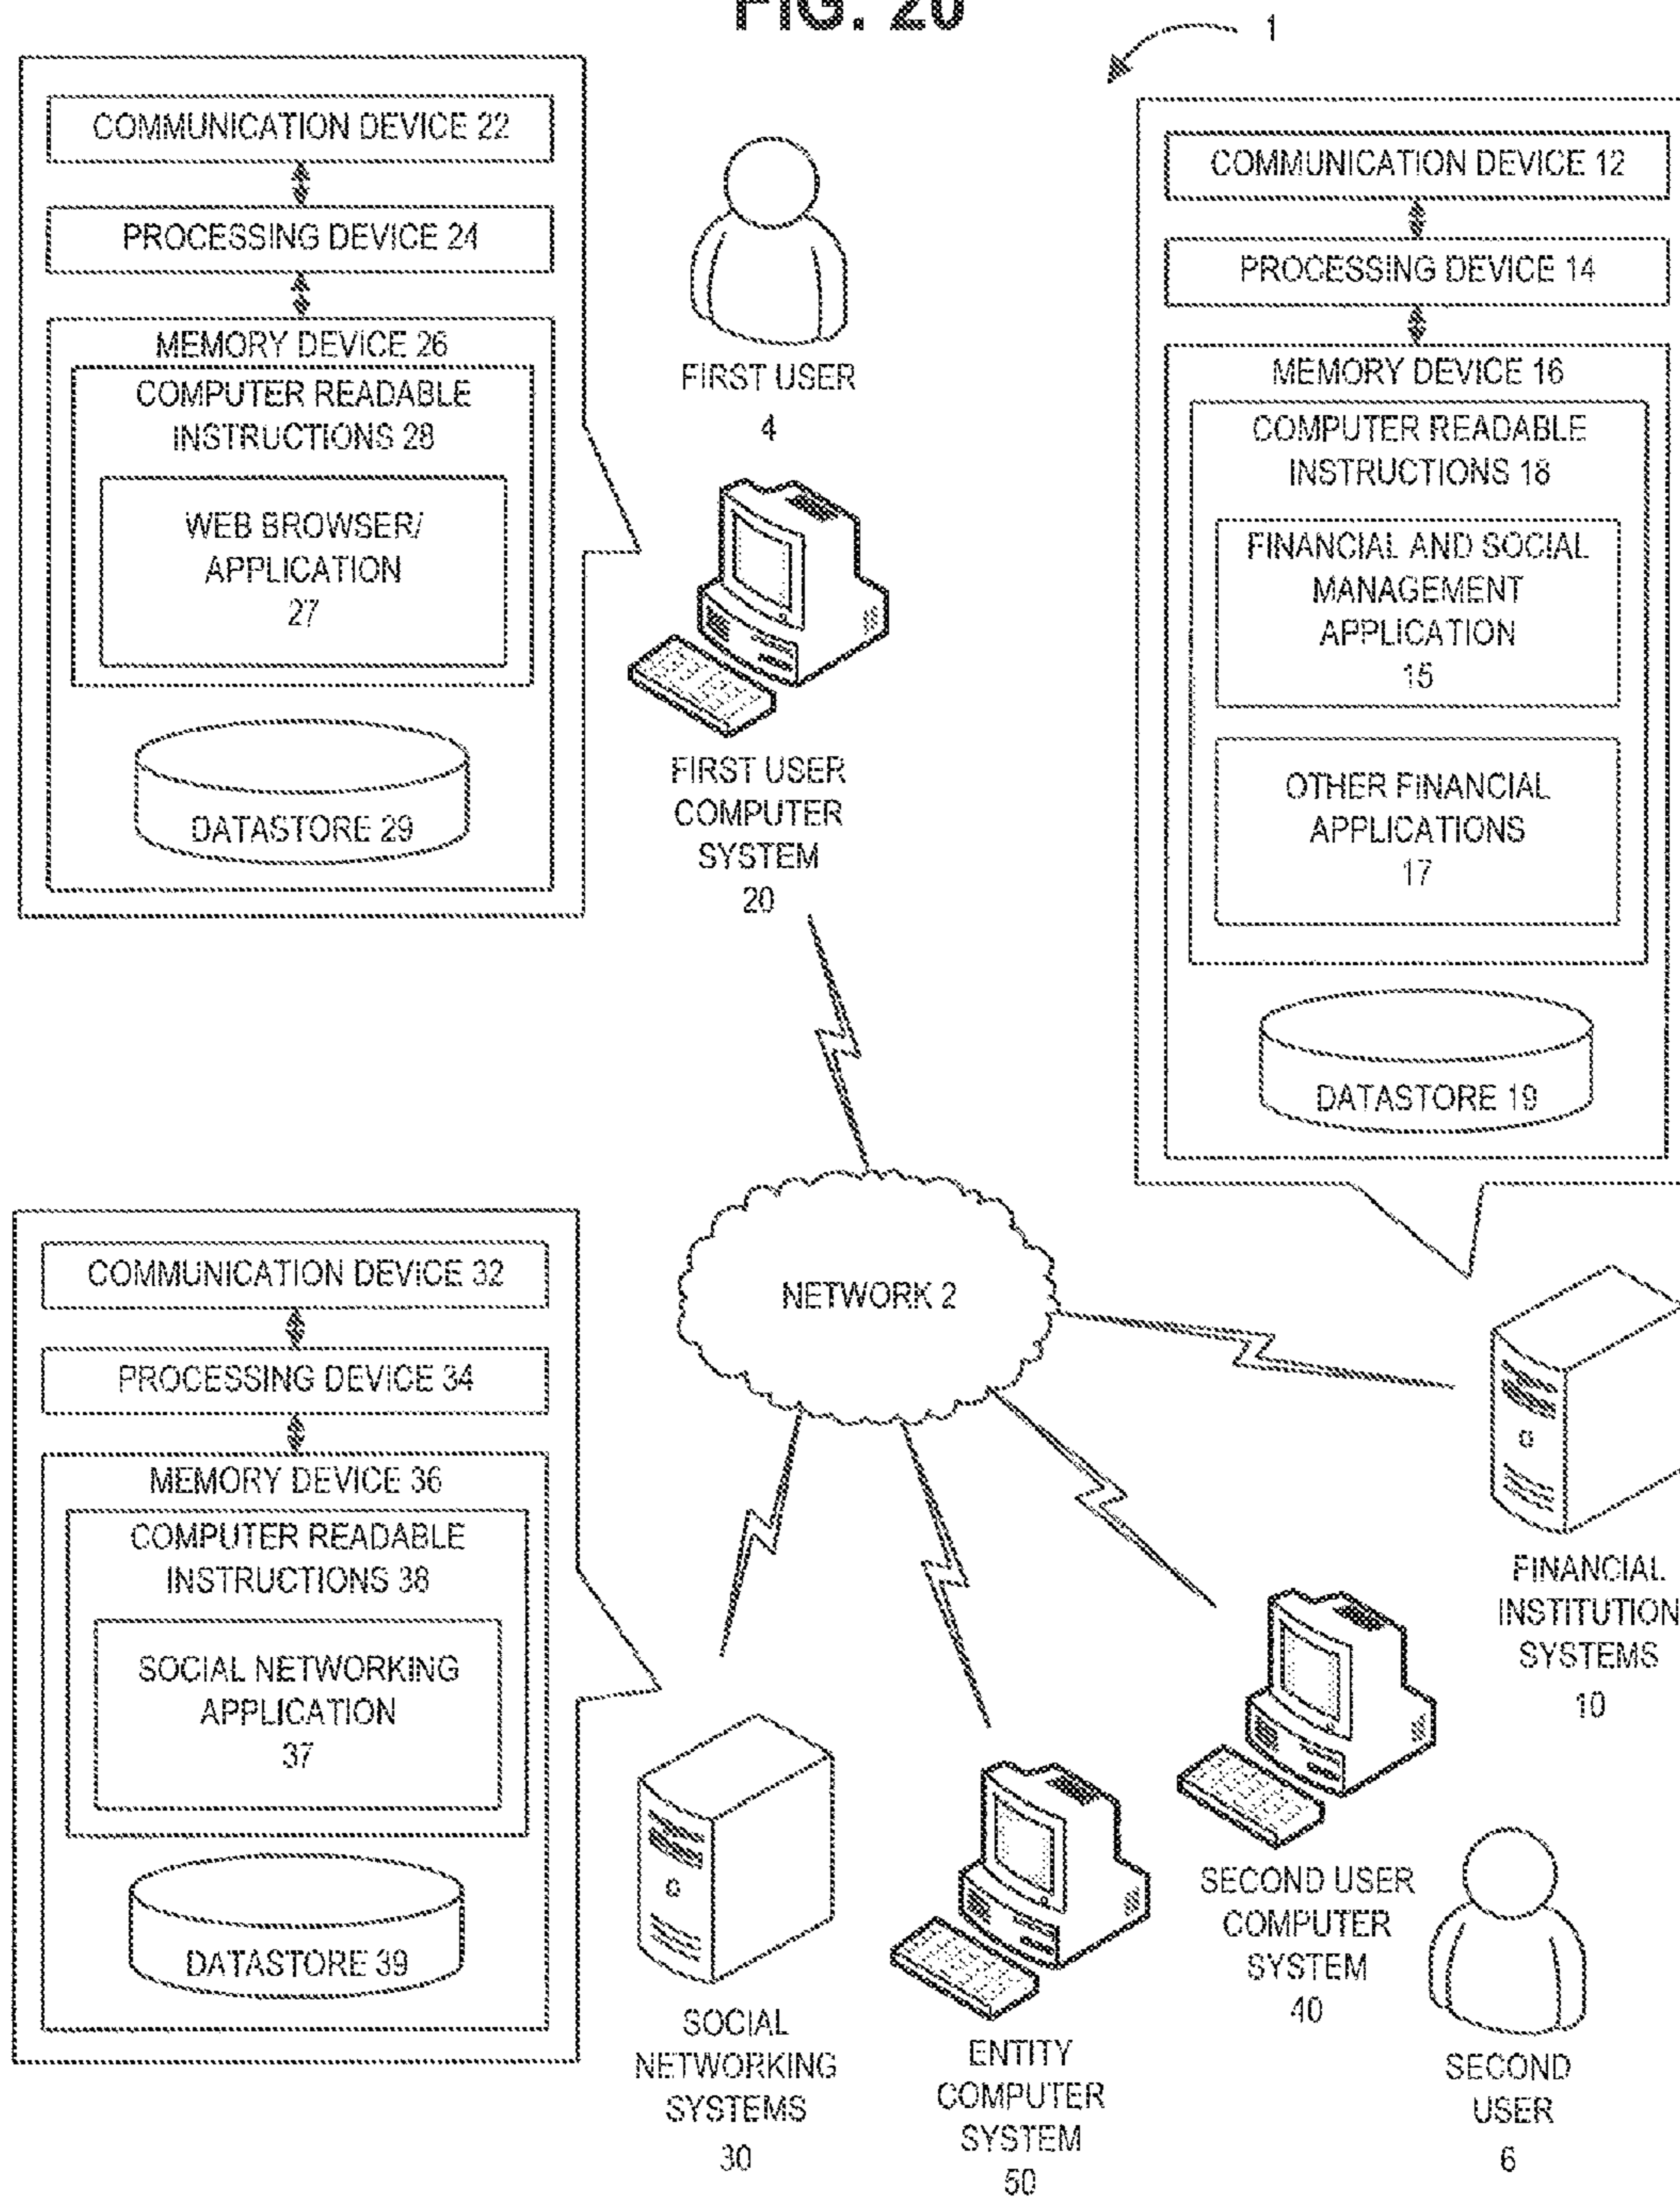 FIG. 20
1
COMMUNICATION DEVICE 22
PROCESSING DEVICE 24
MEMORY DEVICE 26
COMPUTER READABLE
INSTRUCTIONS 28
WEB BROWSER/
APPLICATION
27
DATASTORE 29
FIRST USER
4
FIRST USER
COMPUTER
SYSTEM
20
COMMUNICATION DEVICE 12
PROCESSING DEVICE 14
MEMORY DEVICE 16
COMPUTER READABLE
INSTRUCTIONS 18
FINANCIAL AND SOCIAL
MANAGEMENT
APPLICATION
15
OTHER FINANCIAL
APPLICATIONS
17
DATASTORE 19
NETWORK 2
COMMUNICATION DEVICE 32
PROCESSING DEVICE 34
MEMORY DEVICE 36
COMPUTER READABLE
INSTRUCTIONS 38
SOCIAL NETWORKING
APPLICATION
37
DATASTORE 39
SOCIAL
NETWORKING
SYSTEMS
30
ENTITY
COMPUTER
SYSTEM
50
SECOND USER
COMPUTER
SYSTEM
40
SECOND
USER
6
FINANCIAL
INSTITUTION
SYSTEMS
10